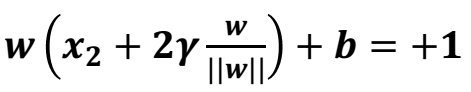 w(x₂ + 2γ w/||w||) + b = +1